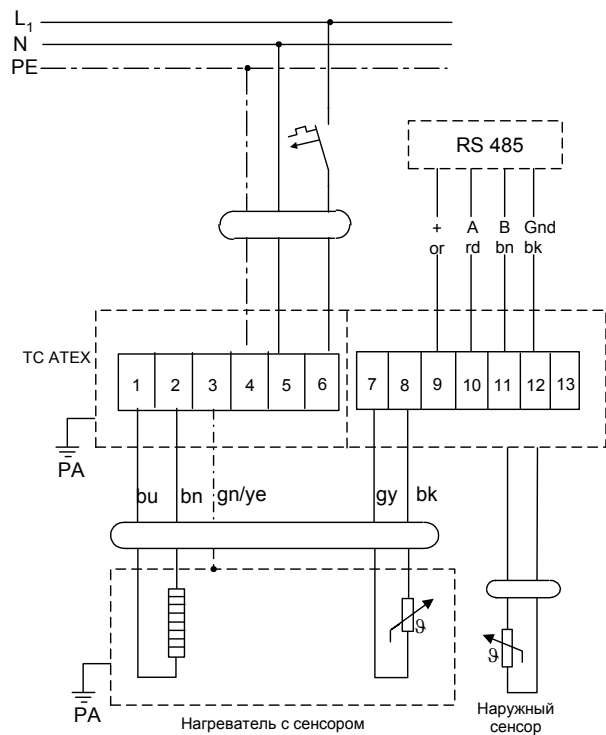 L1
N
PE
RS 485
+ A B Gnd
or rd bn bk
TC ATEX
1 2 3 4 5 6 7 8 9 10 11 12 13
PA
bu bn gn/ye gy bk
ϑ ϑ
PA
Нагреватель с сенсором
Наружный
сенсор